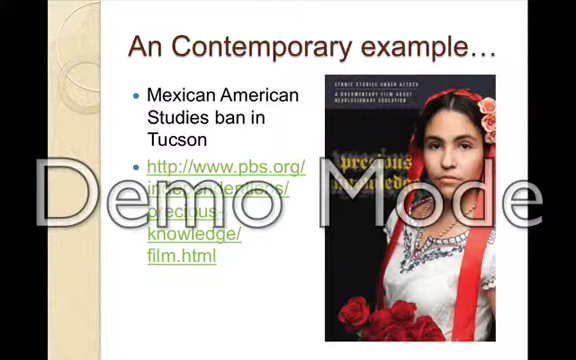 An Contemporary example...
Mexican American
Studies ban in
Tucson
http://www.pbs.org/
independentlens/
precious-
knowledge/
film.html
ETHNIC STUDIES UNDER ATTACK
A DOCUMENTARY FILM ABOUT
REVOLUTIONARY EDUCATION
precious
knowledge
Demo Mode